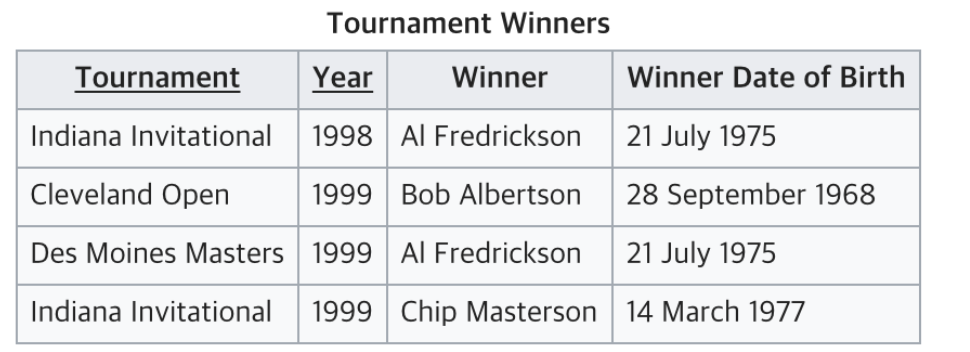 Tournament Winners
Tournament Year Winner Winner Date of Birth
Indiana Invitational 1998 Al Fredrickson 21 July 1975
Cleveland Open 1999 Bob Albertson 28 September 1968
Des Moines Masters 1999 Al Fredrickson 21 July 1975
Indiana Invitational 1999 Chip Masterson 14 March 1977